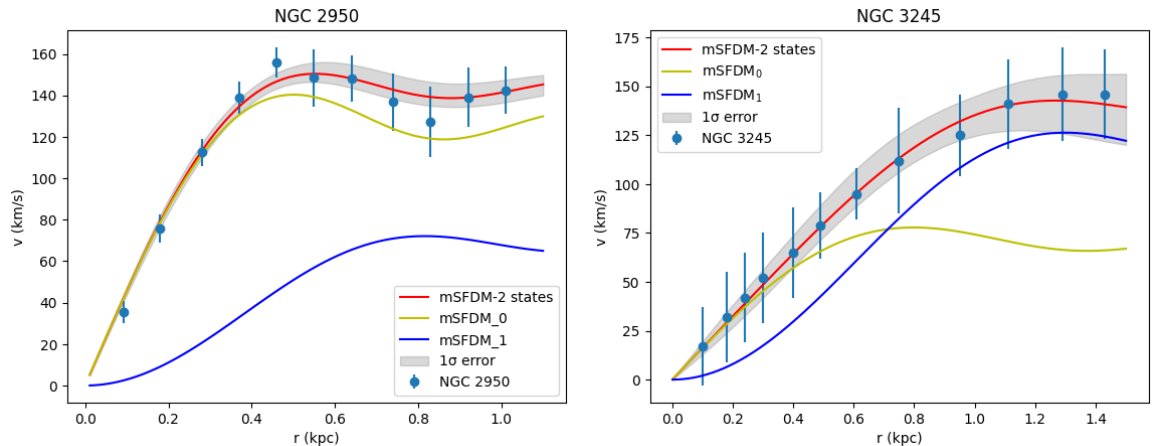 NGC 2950
v (km/s)
160
140
120
100
80
60
40
20
0
mSFDM-2 states
mSFDM_0
mSFDM_1
1σ error
NGC 2950
0.0 0.2 0.4 0.6 0.8 1.0
r (kpc)
NGC 3245
v (km/s)
175
150
125
100
75
50
25
0
mSFDM-2 states
mSFDM₀
mSFDM₁
1σ error
NGC 3245
0.0 0.2 0.4 0.6 0.8 1.0 1.2 1.4
r (kpc)